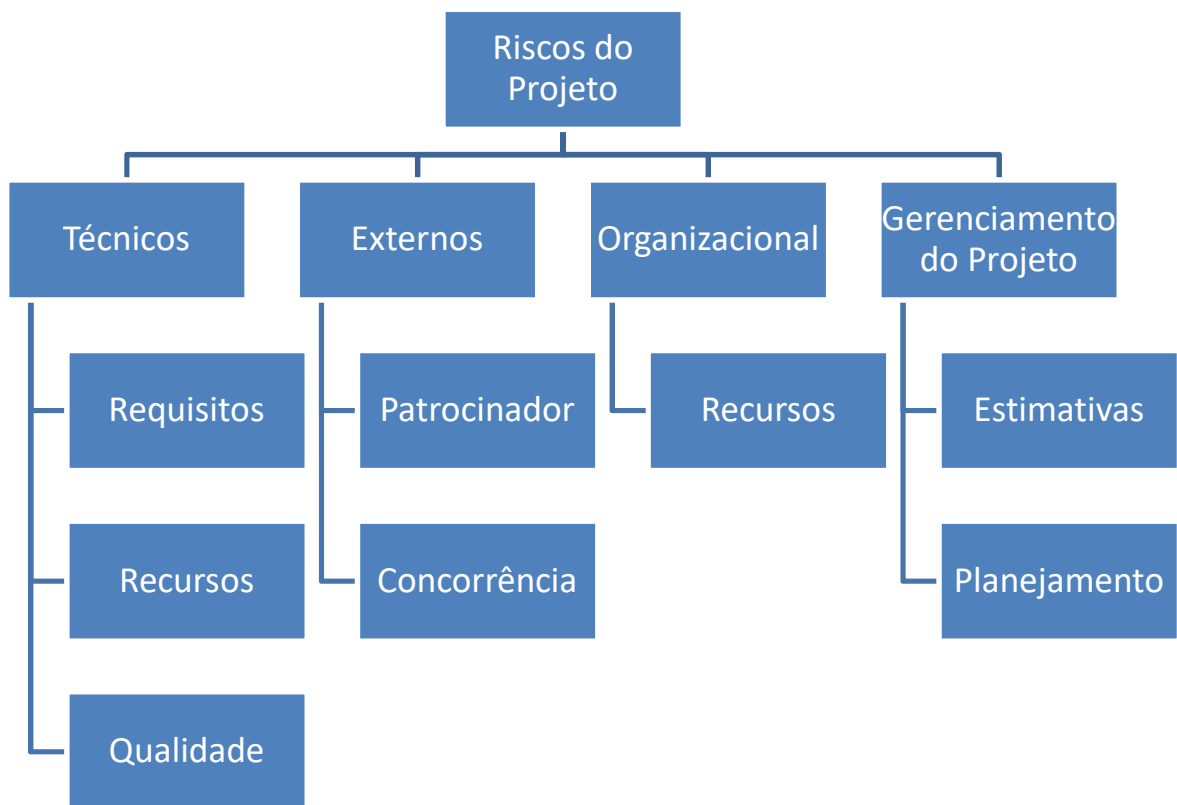 Riscos do
Projeto
Técnicos
Externos
Organizacional
Gerenciamento
do Projeto
Requisitos
Patrocinador
Recursos
Estimativas
Recursos
Concorrência
Planejamento
Qualidade